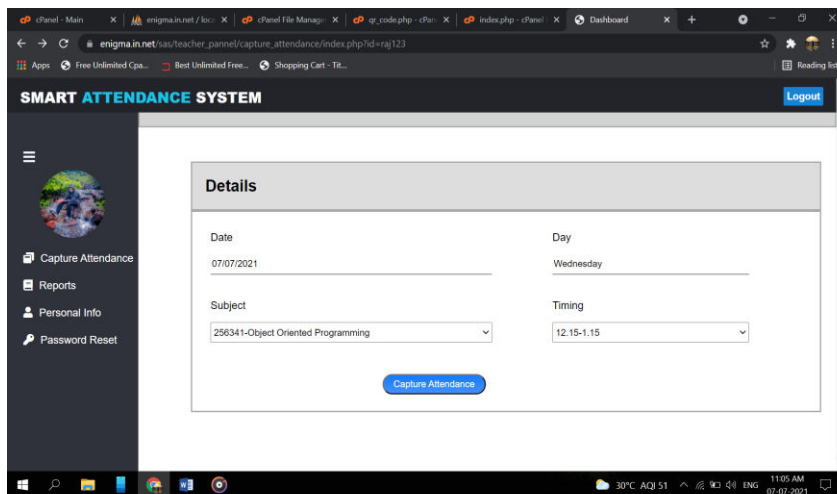 cPanel - Main
enigma.in.net / loc
cPanel File Manage
qr_code.php - cPan
index.php - cPanel
Dashboard
enigma.in.net/sas/teacher_pannel/capture_attendance/index.php?id=raj123
Apps Free Unlimited Cpa... Best Unlimited Free... Shopping Cart - Tit... Reading list
SMART ATTENDANCE SYSTEM Logout
Details
Date Day
07/07/2021 Wednesday
Capture Attendance
Reports
Personal Info
Password Reset
Subject Timing
256341-Object Oriented Programming 12.15-1.15
Capture Attendance
30°C AQI 51 ENG 11:05 AM
07-07-2021